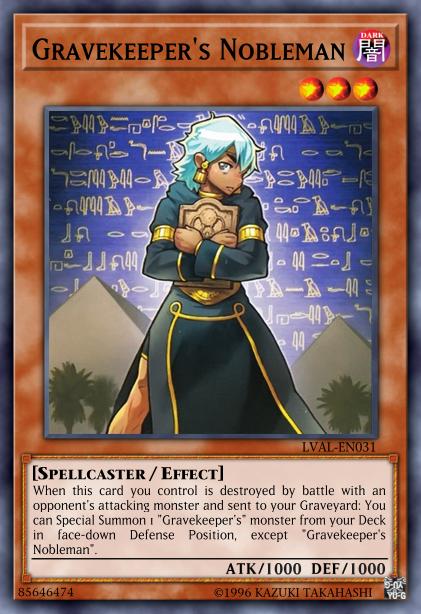 Gravekeeper's Nobleman
DARK
闇
LVAL-EN031
[Spellcaster / Effect]
When this card you control is destroyed by battle with an
opponent's attacking monster and sent to your Graveyard: You
can Special Summon 1 "Gravekeeper's" monster from your Deck
in face-down Defense Position, except "Gravekeeper's
Nobleman".
ATK/1000 DEF/1000
85646474
©1996 KAZUKI TAKAHASHI